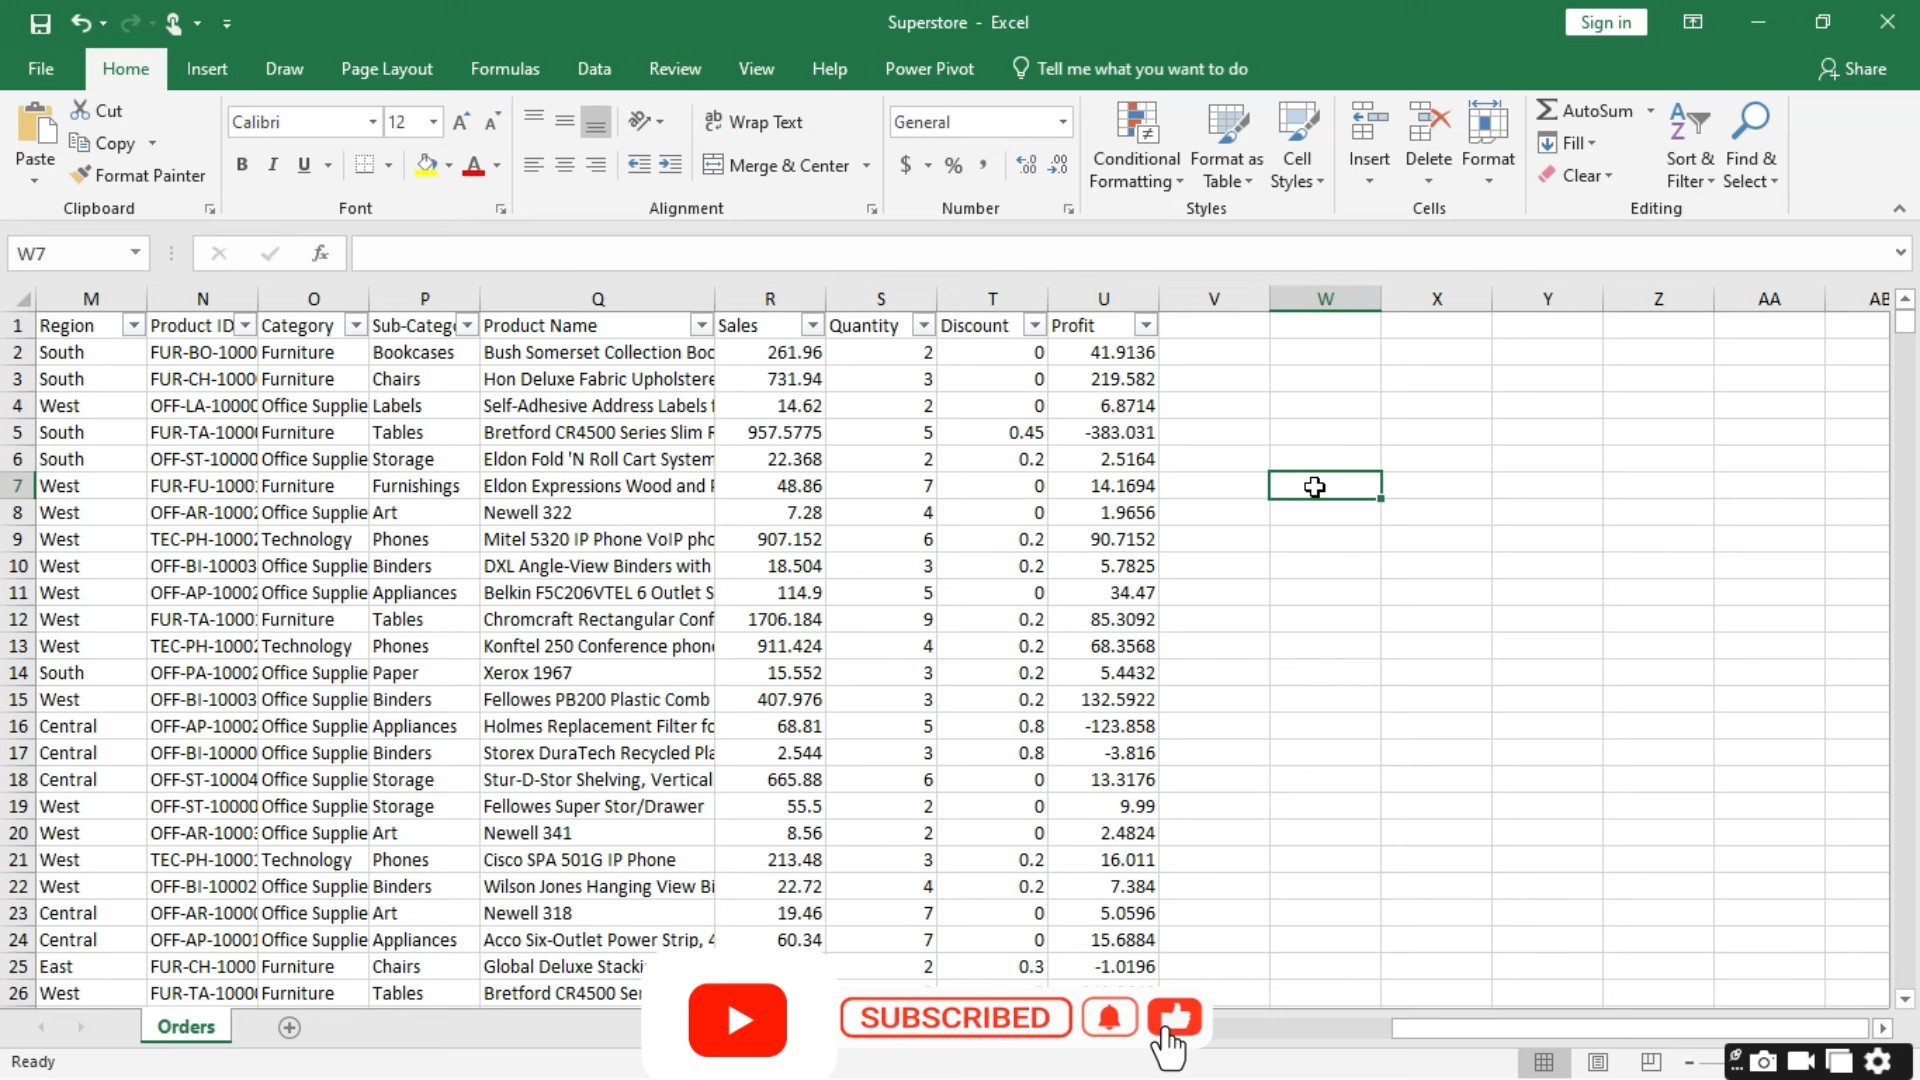 Superstore - Excel
Sign in
File Home Insert Draw Page Layout Formulas Data Review View Help Power Pivot Tell me what you want to do Share
Paste Cut Copy Format Painter
Clipboard
Calibri 12
B I U A
Font
Wrap Text
Merge & Center
Alignment
General
$ % ,
Number
Conditional Formatting Format as Table Cell Styles
Styles
Insert Delete Format
Cells
AutoSum Fill Clear Sort & Filter Find & Select
Editing
W7 fx
M N O P Q R S T U V W X Y Z AA AB
1 Region Product ID Category Sub-Categ Product Name Sales Quantity Discount Profit
2 South FUR-BO-1000 Furniture Bookcases Bush Somerset Collection Boo 261.96 2 0 41.9136
3 South FUR-CH-1000 Furniture Chairs Hon Deluxe Fabric Upholstere 731.94 3 0 219.582
4 West OFF-LA-1000 Office Supplie Labels Self-Adhesive Address Labels f 14.62 2 0 6.8714
5 South FUR-TA-1000 Furniture Tables Bretford CR4500 Series Slim R 957.5775 5 0.45 -383.031
6 South OFF-ST-1000 Office Supplie Storage Eldon Fold 'N Roll Cart System 22.368 2 0.2 2.5164
7 West FUR-FU-1000 Furniture Furnishings Eldon Expressions Wood and P 48.86 7 0 14.1694
8 West OFF-AR-10002 Office Supplie Art Newell 322 7.28 4 0 1.9656
9 West TEC-PH-10002 Technology Phones Mitel 5320 IP Phone VoIP pho 907.152 6 0.2 90.7152
10 West OFF-BI-10003 Office Supplie Binders DXL Angle-View Binders with 18.504 3 0.2 5.7825
11 West OFF-AP-10002 Office Supplie Appliances Belkin F5C206VTEL 6 Outlet S 114.9 5 0 34.47
12 West FUR-TA-10001 Furniture Tables Chromcraft Rectangular Conf 1706.184 9 0.2 85.3092
13 West TEC-PH-10002 Technology Phones Konftel 250 Conference phone 911.424 4 0.2 68.3568
14 South OFF-PA-10002 Office Supplie Paper Xerox 1967 15.552 3 0.2 5.4432
15 West OFF-BI-10003 Office Supplie Binders Fellowes PB200 Plastic Comb 407.976 3 0.2 132.5922
16 Central OFF-AP-10002 Office Supplie Appliances Holmes Replacement Filter fo 68.81 5 0.8 -123.858
17 Central OFF-BI-10000 Office Supplie Binders Storex DuraTech Recycled Pla 2.544 3 0.8 -3.816
18 Central OFF-ST-10004 Office Supplie Storage Stur-D-Stor Shelving, Vertical 665.88 6 0 13.3176
19 West OFF-ST-10000 Office Supplie Storage Fellowes Super Stor/Drawer 55.5 2 0 9.99
20 West OFF-AR-10003 Office Supplie Art Newell 341 8.56 2 0 2.4824
21 West TEC-PH-10001 Technology Phones Cisco SPA 501G IP Phone 213.48 3 0.2 16.011
22 West OFF-BI-10002 Office Supplie Binders Wilson Jones Hanging View Bi 22.72 4 0.2 7.384
23 Central OFF-AR-10000 Office Supplie Art Newell 318 19.46 7 0 5.0596
24 Central OFF-AP-10001 Office Supplie Appliances Acco Six-Outlet Power Strip, 4 60.34 7 0 15.6884
25 East FUR-CH-1000 Furniture Chairs Global Deluxe Stacki 2 0.3 -1.0196
26 West FUR-TA-1000 Furniture Tables Bretford CR4500 Ser
Orders
SUBSCRIBED
Ready